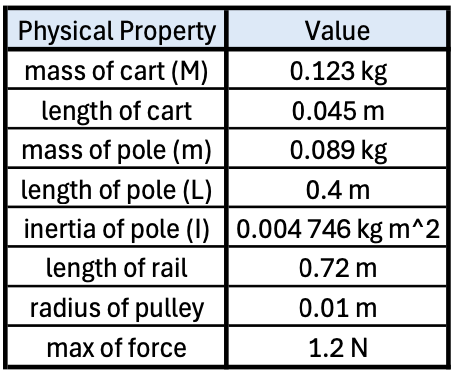 Physical Property Value
mass of cart (M) 0.123 kg
length of cart 0.045 m
mass of pole (m) 0.089 kg
length of pole (L) 0.4 m
inertia of pole (I) 0.004 746 kg m^2
length of rail 0.72 m
radius of pulley 0.01 m
max of force 1.2 N